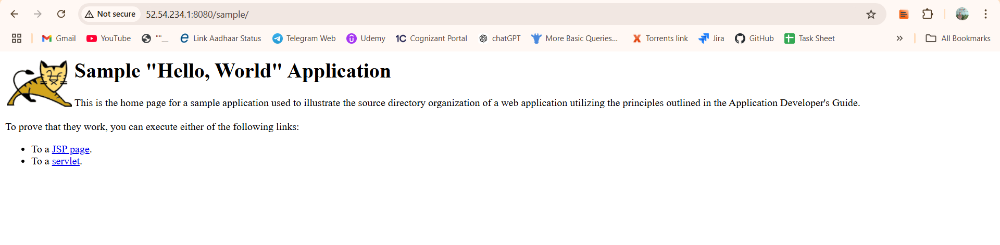 Not secure 52.54.234.1:8080/sample/
Gmail YouTube ""__ Link Aadhaar Status Telegram Web Udemy 1C Cognizant Portal chatGPT More Basic Queries... X Torrents link Jira GitHub Task Sheet » All Bookmarks
Sample "Hello, World" Application
This is the home page for a sample application used to illustrate the source directory organization of a web application utilizing the principles outlined in the Application Developer's Guide.
To prove that they work, you can execute either of the following links:
• To a JSP page.
• To a servlet.